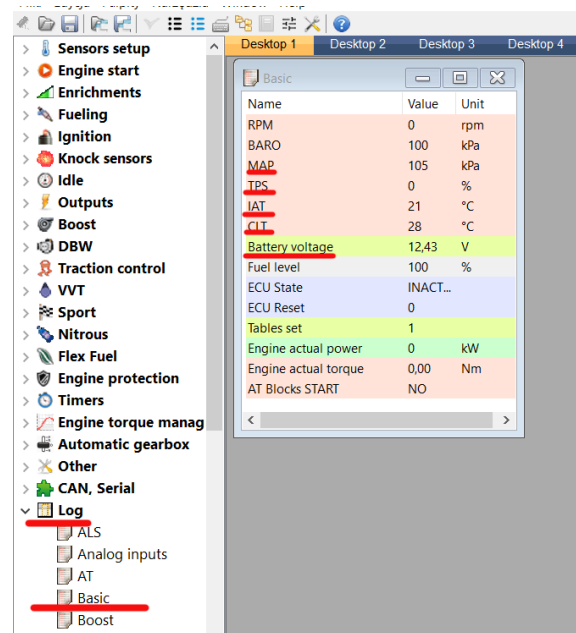 Desktop 1 Desktop 2 Desktop 3 Desktop 4
Sensors setup
Engine start
Enrichments
Fueling
Ignition
Knock sensors
Idle
Outputs
Boost
DBW
Traction control
VVT
Sport
Nitrous
Flex Fuel
Engine protection
Timers
Engine torque manag
Automatic gearbox
Other
CAN, Serial
Log
ALS
Analog inputs
AT
Basic
Boost
Basic
Name Value Unit
RPM 0 rpm
BARO 100 kPa
MAP 105 kPa
TPS 0 %
IAT 21 °C
CLT 28 °C
Battery voltage 12,43 V
Fuel level 100 %
ECU State INACT...
ECU Reset 0
Tables set 1
Engine actual power 0 kW
Engine actual torque 0,00 Nm
AT Blocks START NO